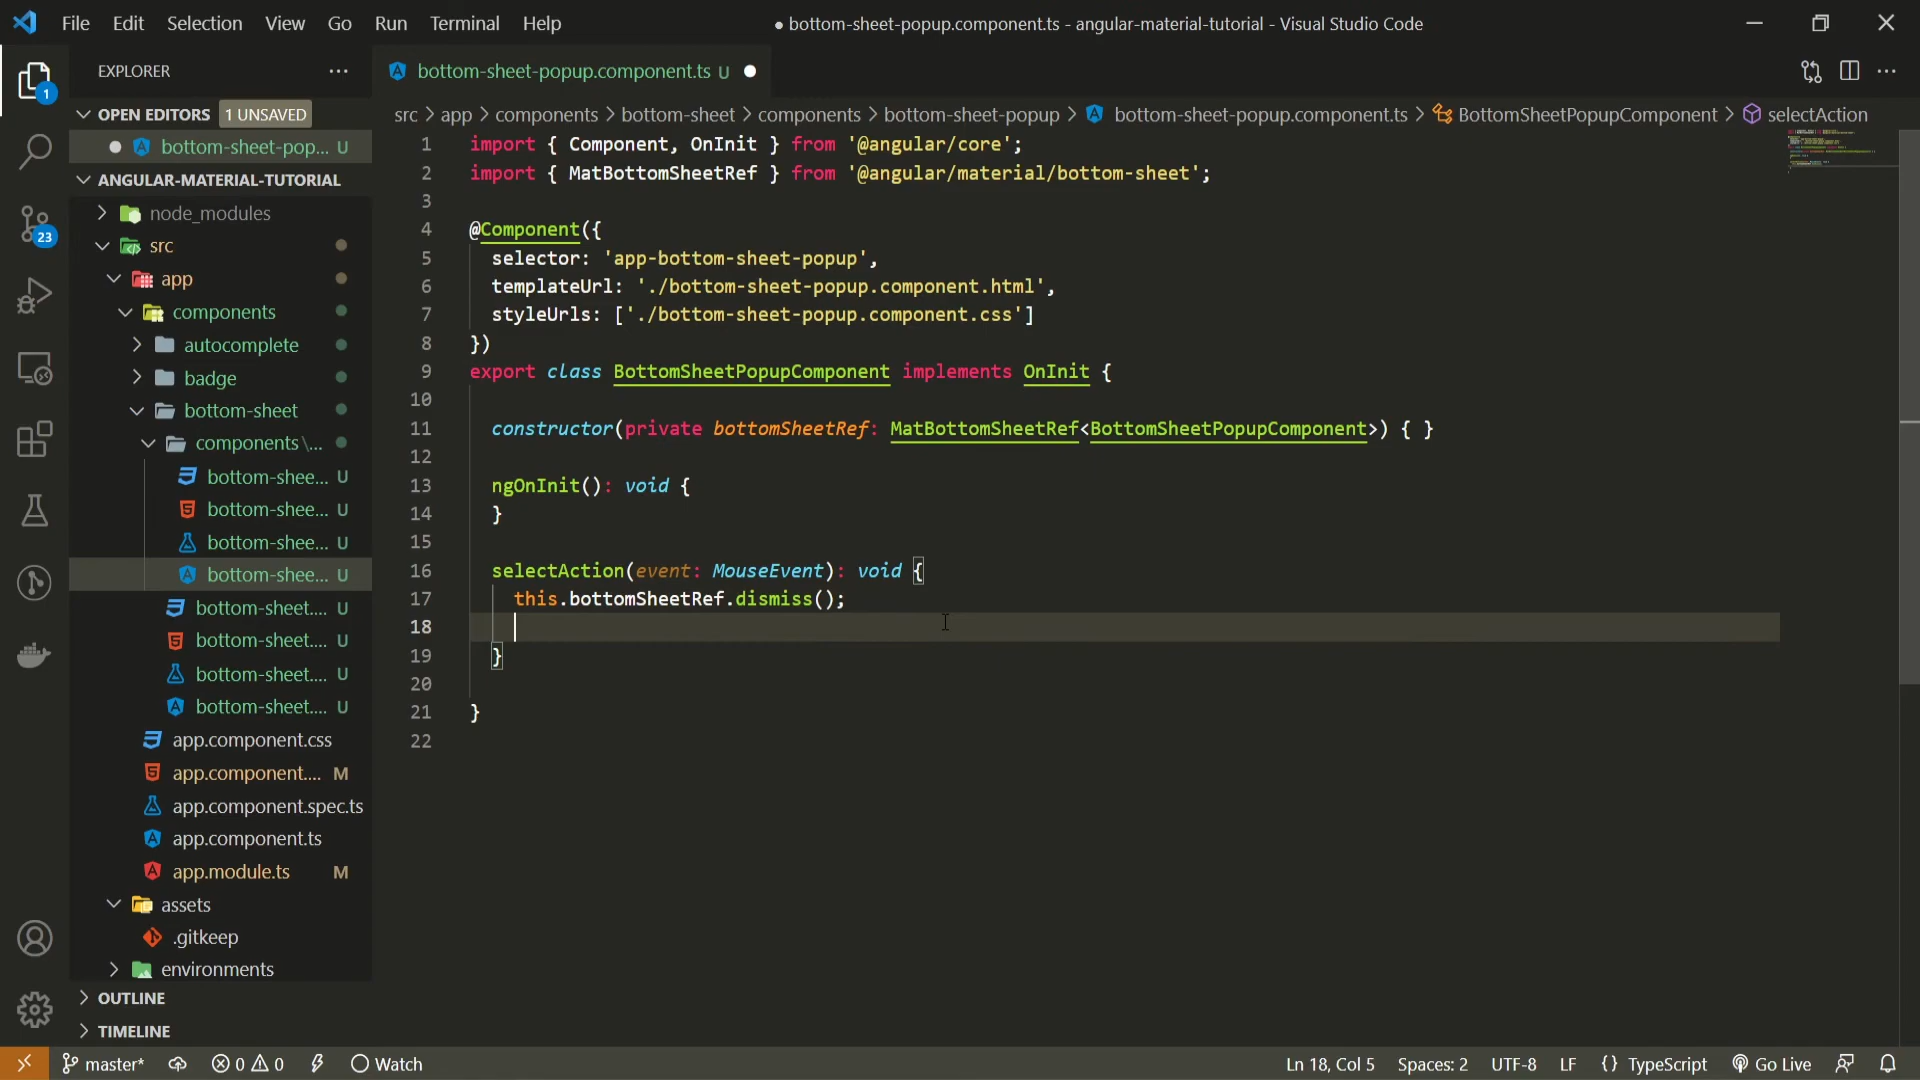 File Edit Selection View Go Run Terminal Help
● bottom-sheet-popup.component.ts - angular-material-tutorial - Visual Studio Code
EXPLORER
1
OPEN EDITORS 1 UNSAVED
bottom-sheet-pop... U
ANGULAR-MATERIAL-TUTORIAL
node_modules
23
src
app
components
autocomplete
badge
bottom-sheet
components\...
bottom-shee... U
bottom-shee... U
bottom-shee... U
bottom-shee... U
bottom-sheet.... U
bottom-sheet.... U
bottom-sheet.... U
bottom-sheet.... U
app.component.css
app.component.... M
app.component.spec.ts
app.component.ts
app.module.ts M
assets
.gitkeep
environments
OUTLINE
TIMELINE
bottom-sheet-popup.component.ts U ●
src > app > components > bottom-sheet > components > bottom-sheet-popup > bottom-sheet-popup.component.ts > BottomSheetPopupComponent > selectAction
1 import { Component, OnInit } from '@angular/core';
2 import { MatBottomSheetRef } from '@angular/material/bottom-sheet';
3
4 @Component({
5 selector: 'app-bottom-sheet-popup',
6 templateUrl: './bottom-sheet-popup.component.html',
7 styleUrls: ['./bottom-sheet-popup.component.css']
8 })
9 export class BottomSheetPopupComponent implements OnInit {
10
11 constructor(private bottomSheetRef: MatBottomSheetRef<BottomSheetPopupComponent>) { }
12
13 ngOnInit(): void {
14 }
15
16 selectAction(event: MouseEvent): void {
17 this.bottomSheetRef.dismiss();
18
19 }
20
21 }
22
master* 0 0 Watch
Ln 18, Col 5 Spaces: 2 UTF-8 LF {} TypeScript Go Live